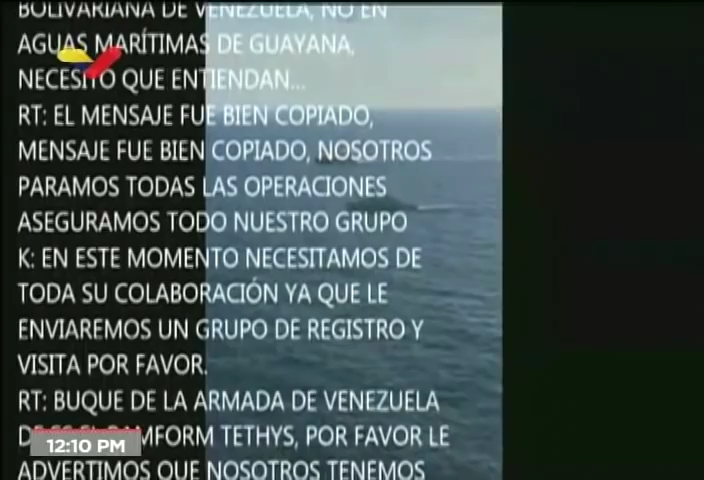 BOLIVARIANA DE VENEZUELA, NO EN
AGUAS MARÍTIMAS DE GUAYANA,
NECESITO QUE ENTIENDAN...
RT: EL MENSAJE FUE BIEN COPIADO,
MENSAJE FUE BIEN COPIADO, NOSOTROS
PARAMOS TODAS LAS OPERACIONES
ASEGURAMOS TODO NUESTRO GRUPO
K: EN ESTE MOMENTO NECESITAMOS DE
TODA SU COLABORACIÓN YA QUE LE
ENVIAREMOS UN GRUPO DE REGISTRO Y
VISITA POR FAVOR.
RT: BUQUE DE LA ARMADA DE VENEZUELA
TETHYS, POR FAVOR LE
12:10 PM
ADVERTIMOS QUE NOSOTROS TENEMOS